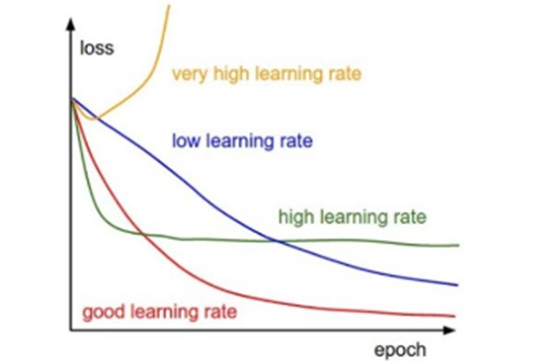 loss
very high learning rate
low learning rate
high learning rate
good learning rate
epoch